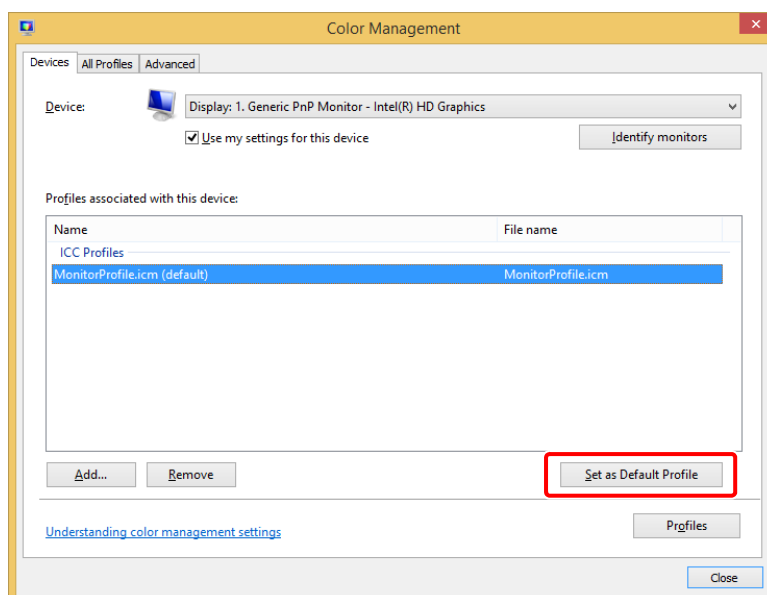 Color Management
Devices All Profiles Advanced
Device: Display: 1. Generic PnP Monitor - Intel(R) HD Graphics
Use my settings for this device Identify monitors
Profiles associated with this device:
Name File name
ICC Profiles
MonitorProfile.icm (default) MonitorProfile.icm
Add... Remove Set as Default Profile
Understanding color management settings Profiles
Close